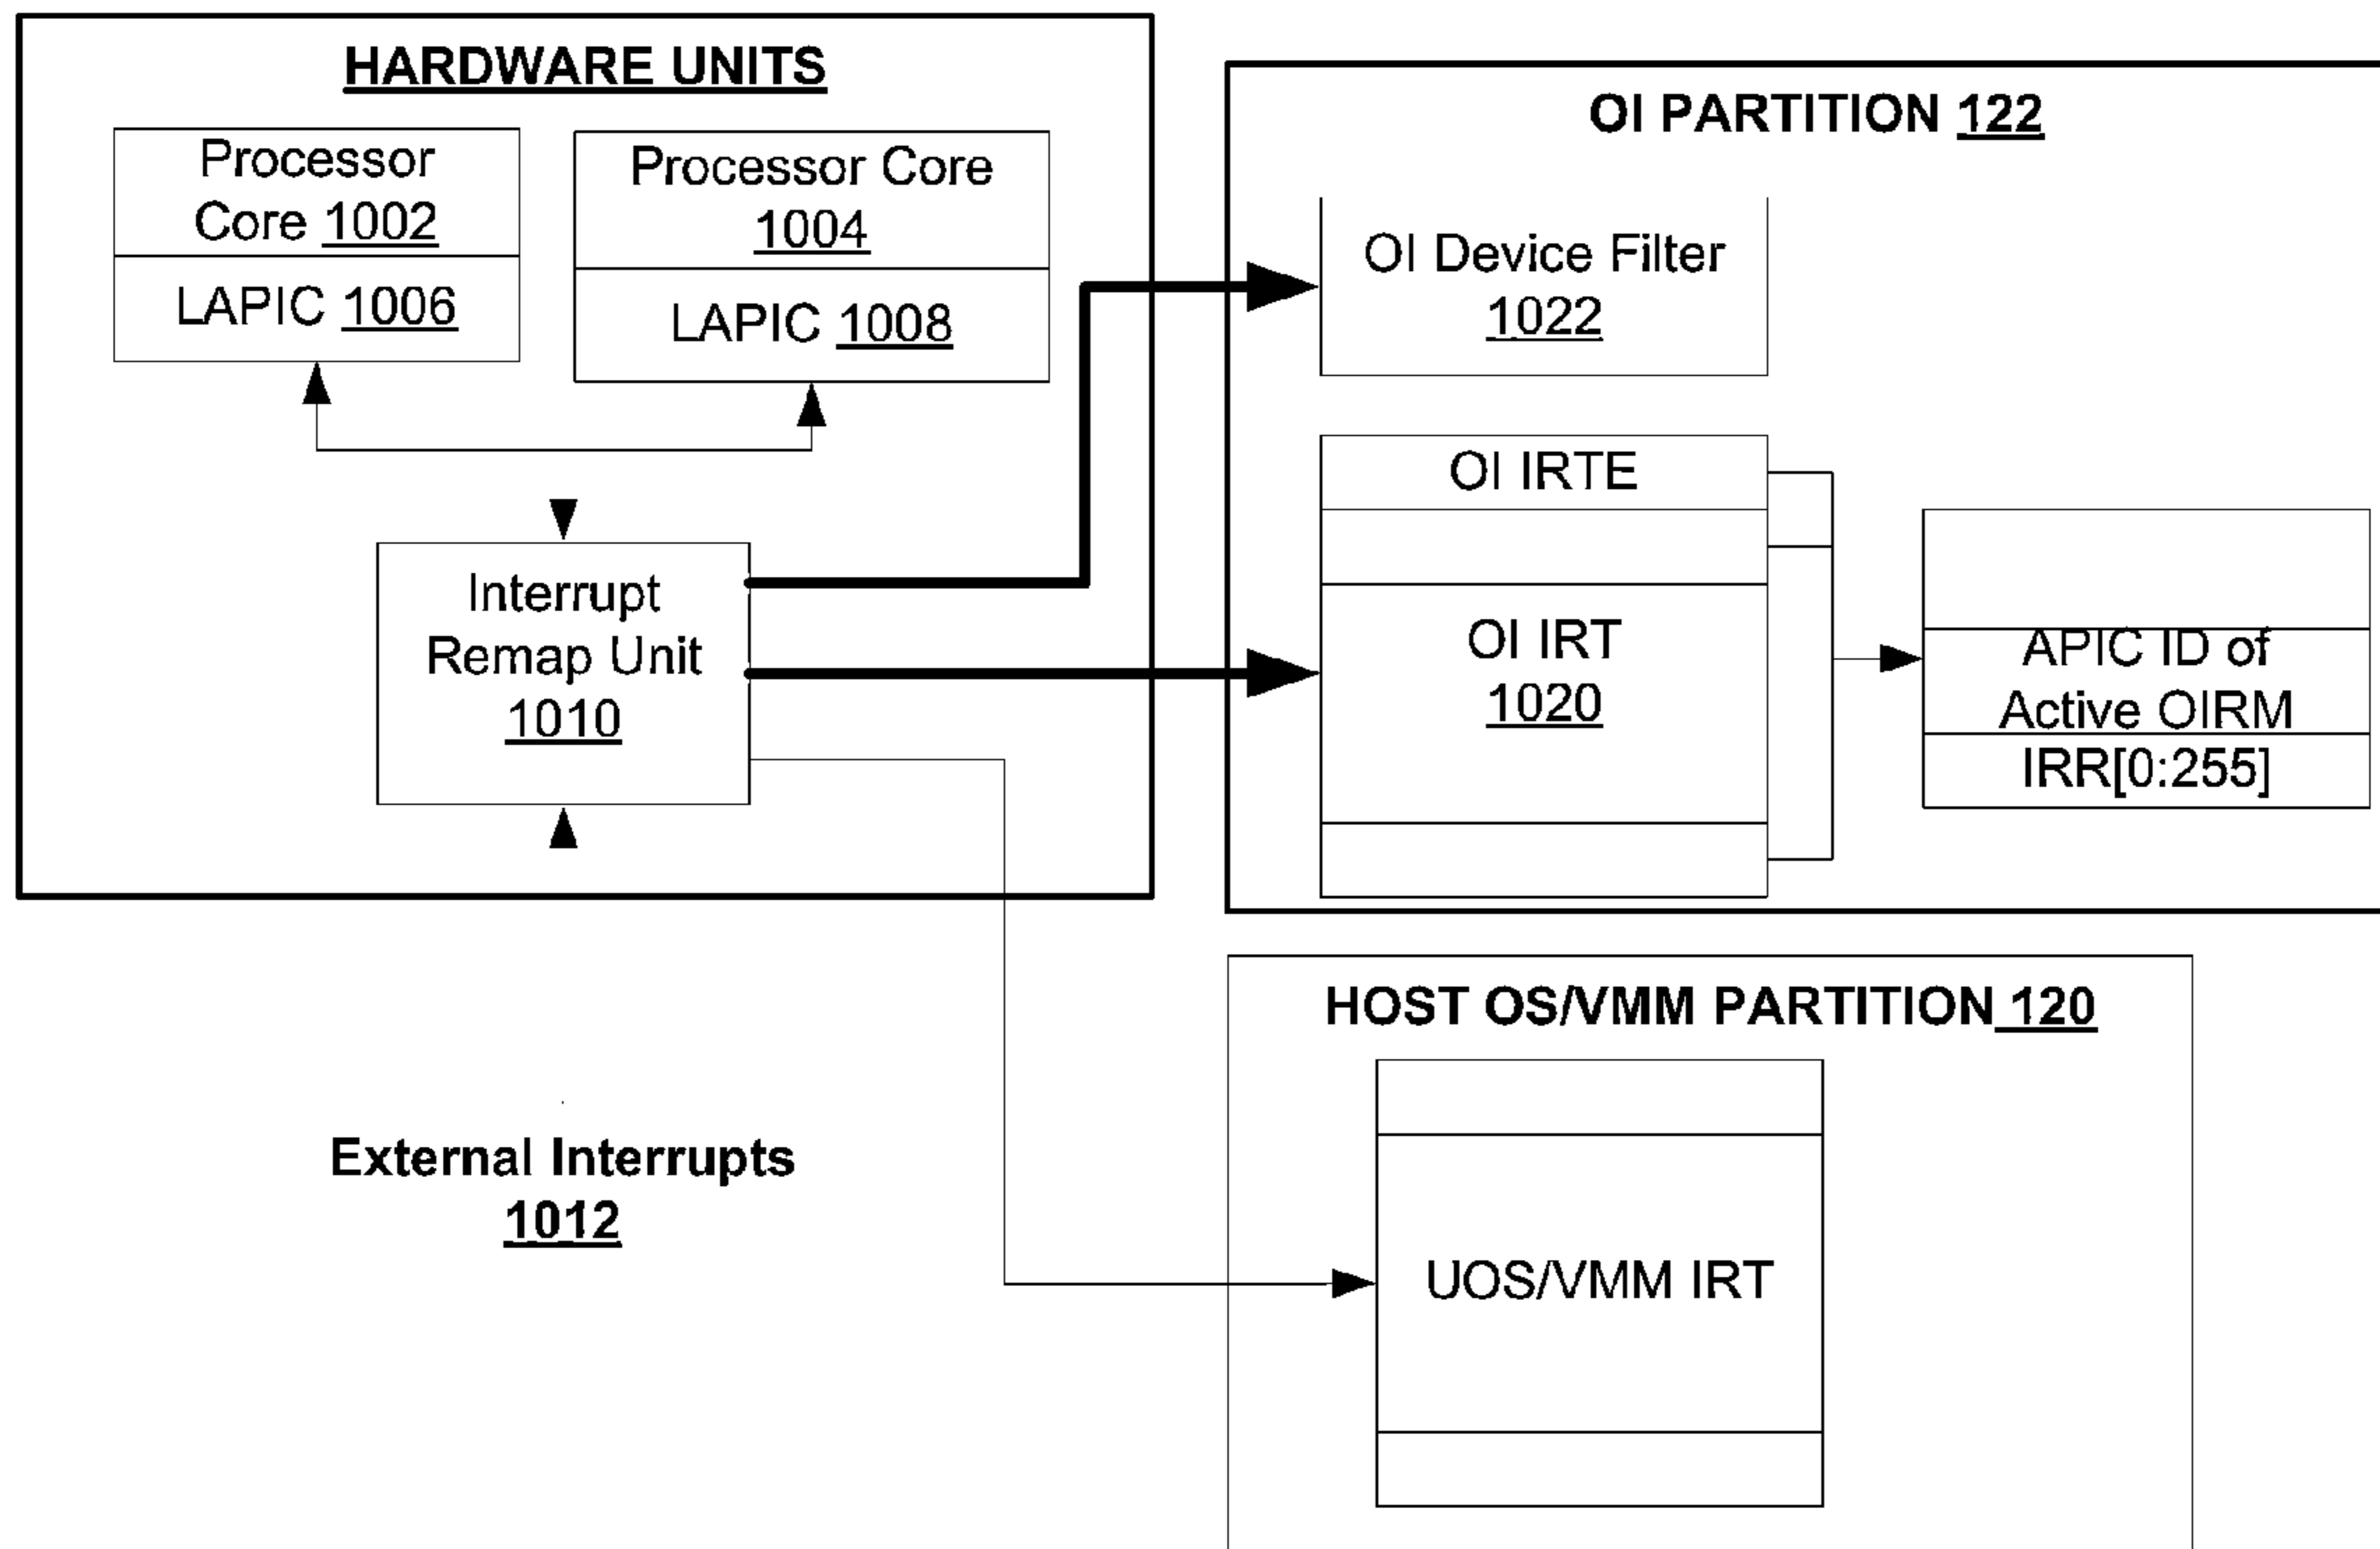 HARDWARE UNITS
Processor
Core 1002
LAPIC 1006
Processor Core
1004
LAPIC 1008
Interrupt
Remap Unit
1010
External Interrupts
1012
OI PARTITION 122
OI Device Filter
1022
OI IRTE
OI IRT
1020
APIC ID of
Active OIRM
IRR[0:255]
HOST OS/VMM PARTITION 120
UOS/VMM IRT